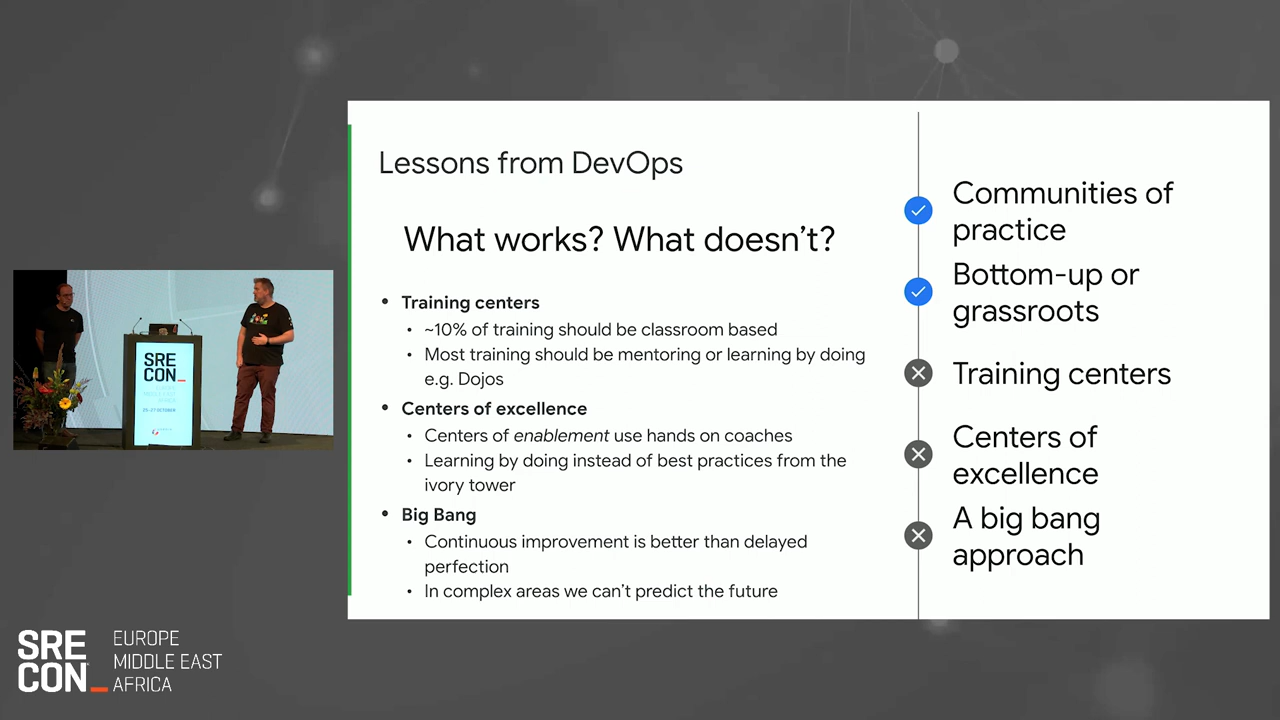 Lessons from DevOps
What works? What doesn't?
• Training centers
• ~10% of training should be classroom based
• Most training should be mentoring or learning by doing
e.g. Dojos
• Centers of excellence
• Centers of enablement use hands on coaches
• Learning by doing instead of best practices from the
ivory tower
• Big Bang
• Continuous improvement is better than delayed
perfection
• In complex areas we can't predict the future
Communities of
practice
Bottom-up or
grassroots
Training centers
Centers of
excellence
A big bang
approach
SRE
CON_
SRE
CON_
EUROPE
MIDDLE EAST
AFRICA